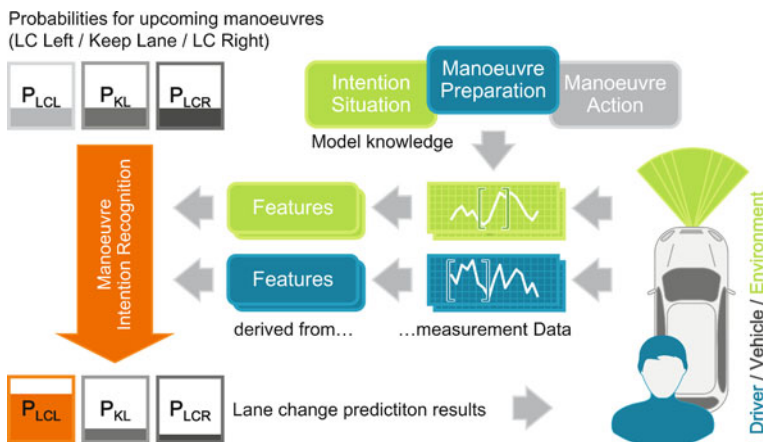 Probabilities for upcoming manoeuvres
(LC Left / Keep Lane / LC Right)
PLCL
PKL
PLCR
Intention
Situation
Manoeuvre
Preparation
Manoeuvre
Action
Model knowledge
Manoeuvre
Intention Recognition
Features
Features
derived from…
…measurement Data
Driver / Vehicle / Environment
PLCL
PKL
PLCR
Lane change predictiton results